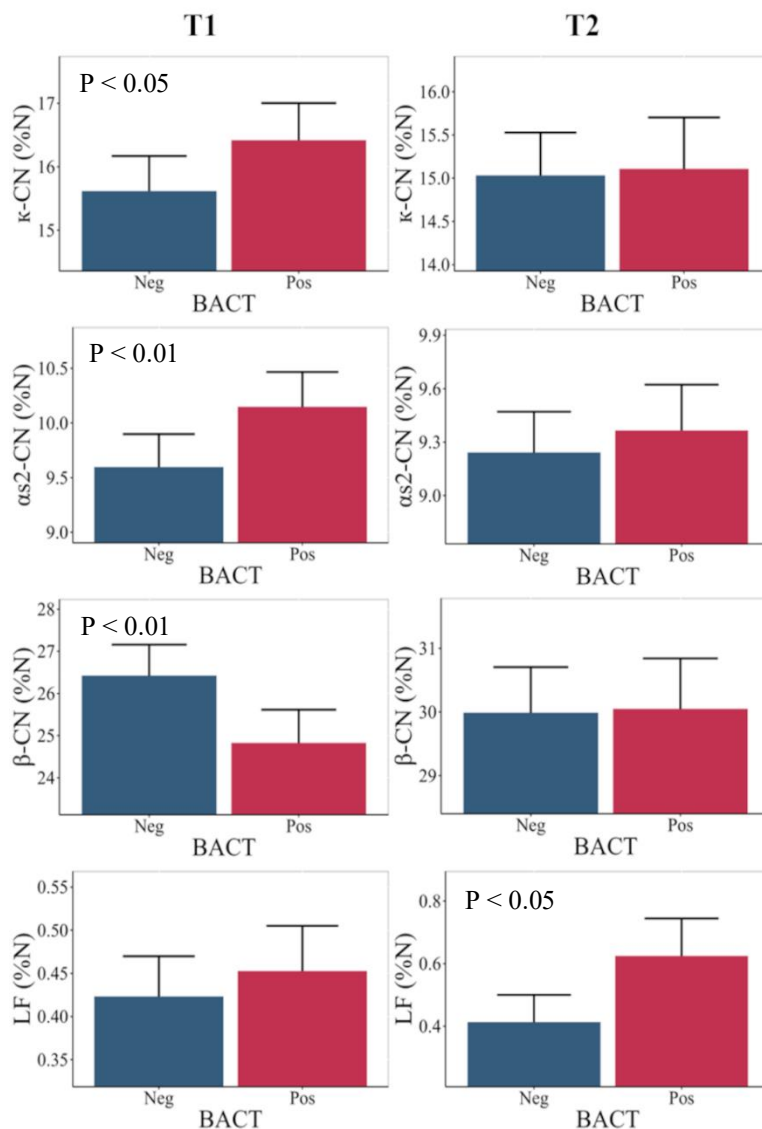 T1
T2
P < 0.05
κ-CN (%N)
17
16
15
Neg
Pos
BACT
κ-CN (%N)
16.0
15.5
15.0
14.5
14.0
Neg
Pos
BACT
P < 0.01
αs2-CN (%N)
10.5
10.0
9.5
9.0
Neg
Pos
BACT
αs2-CN (%N)
9.9
9.6
9.3
9.0
Neg
Pos
BACT
P < 0.01
β-CN (%N)
28
27
26
25
24
Neg
Pos
BACT
β-CN (%N)
31
30
29
Neg
Pos
BACT
LF (%N)
0.55
0.50
0.45
0.40
0.35
Neg
Pos
BACT
P < 0.05
LF (%N)
0.8
0.6
0.4
Neg
Pos
BACT